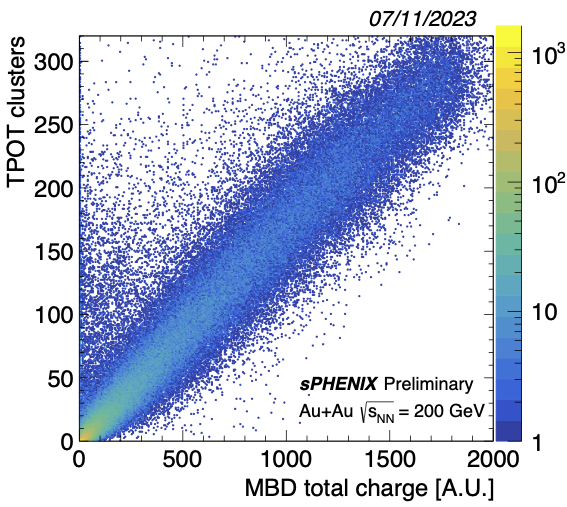 07/11/2023
TPOT clusters
300
250
200
150
100
50
0
10³
10²
10
1
sPHENIX Preliminary
Au+Au √sNN = 200 GeV
0 500 1000 1500 2000
MBD total charge [A.U.]